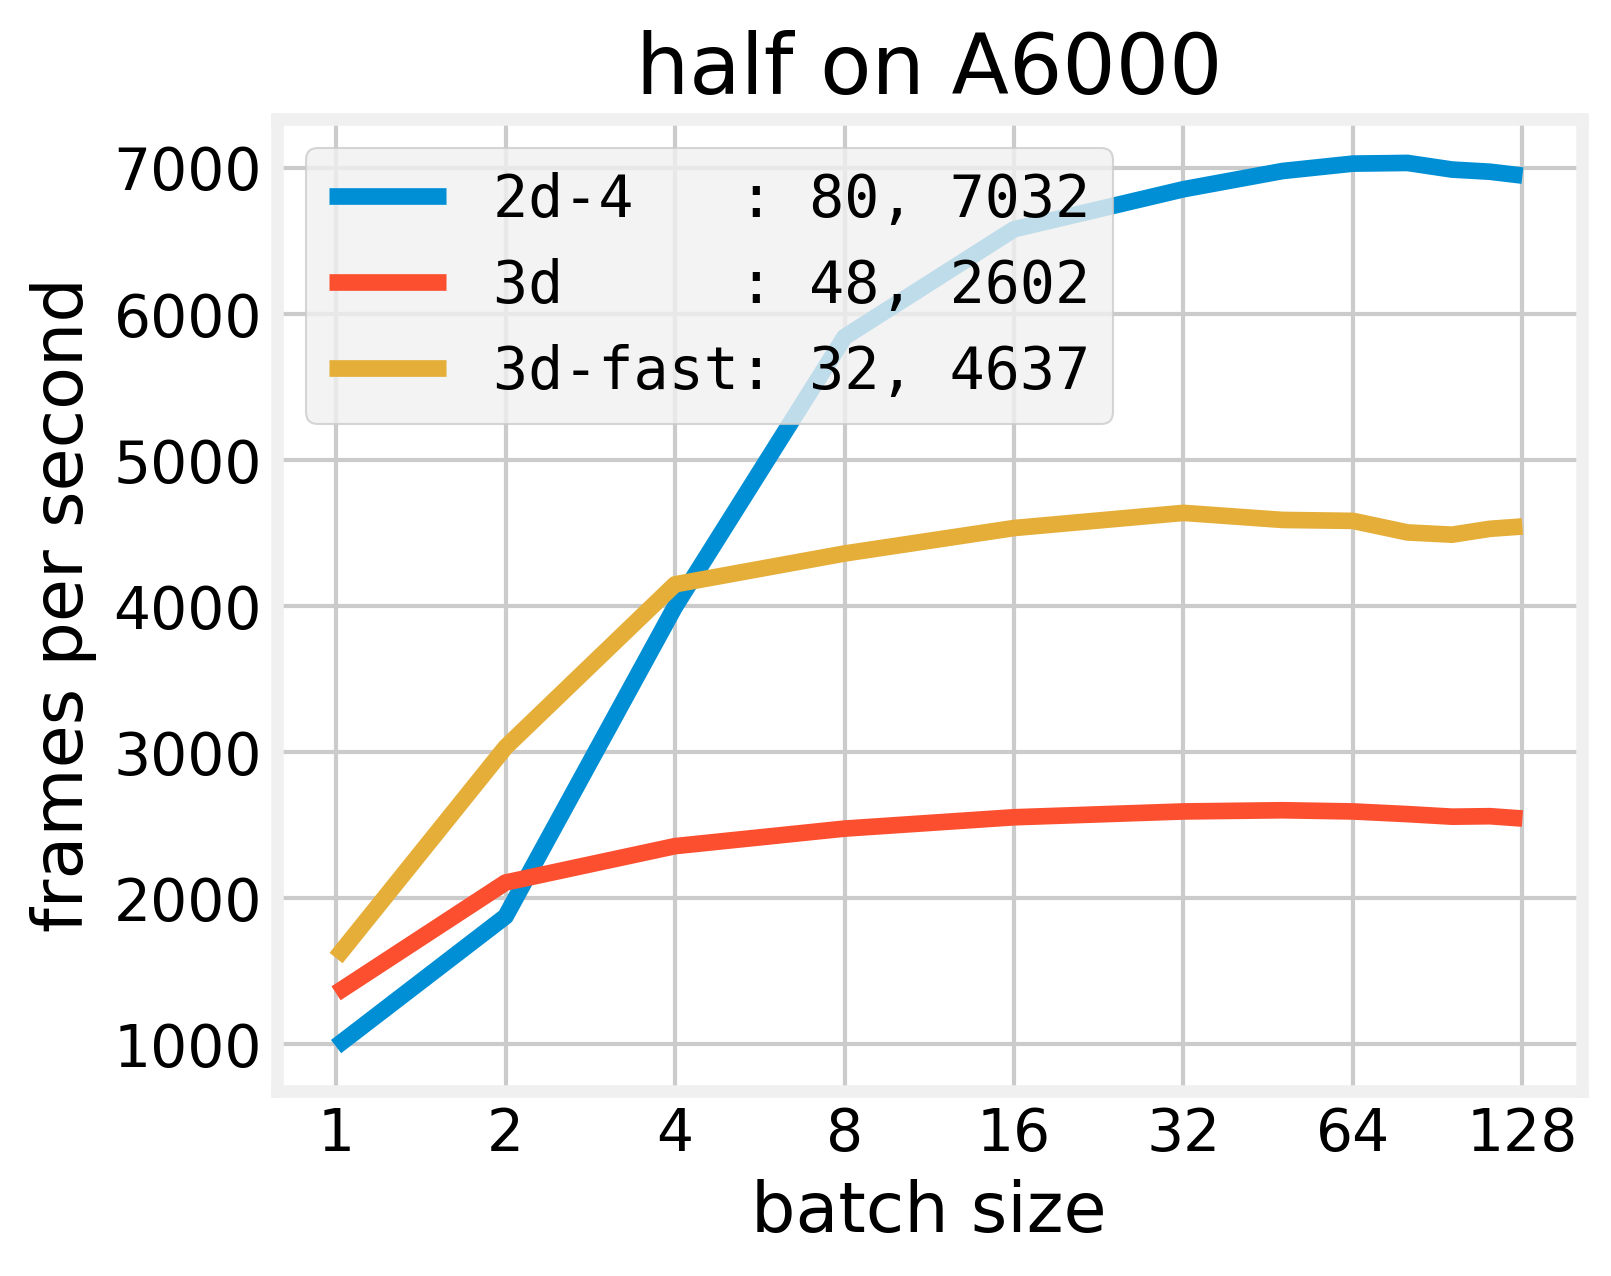 half on A6000
frames per second
7000
6000
5000
4000
3000
2000
1000
2d-4   : 80, 7032
3d     : 48, 2602
3d-fast: 32, 4637
1 2 4 8 16 32 64 128
batch size